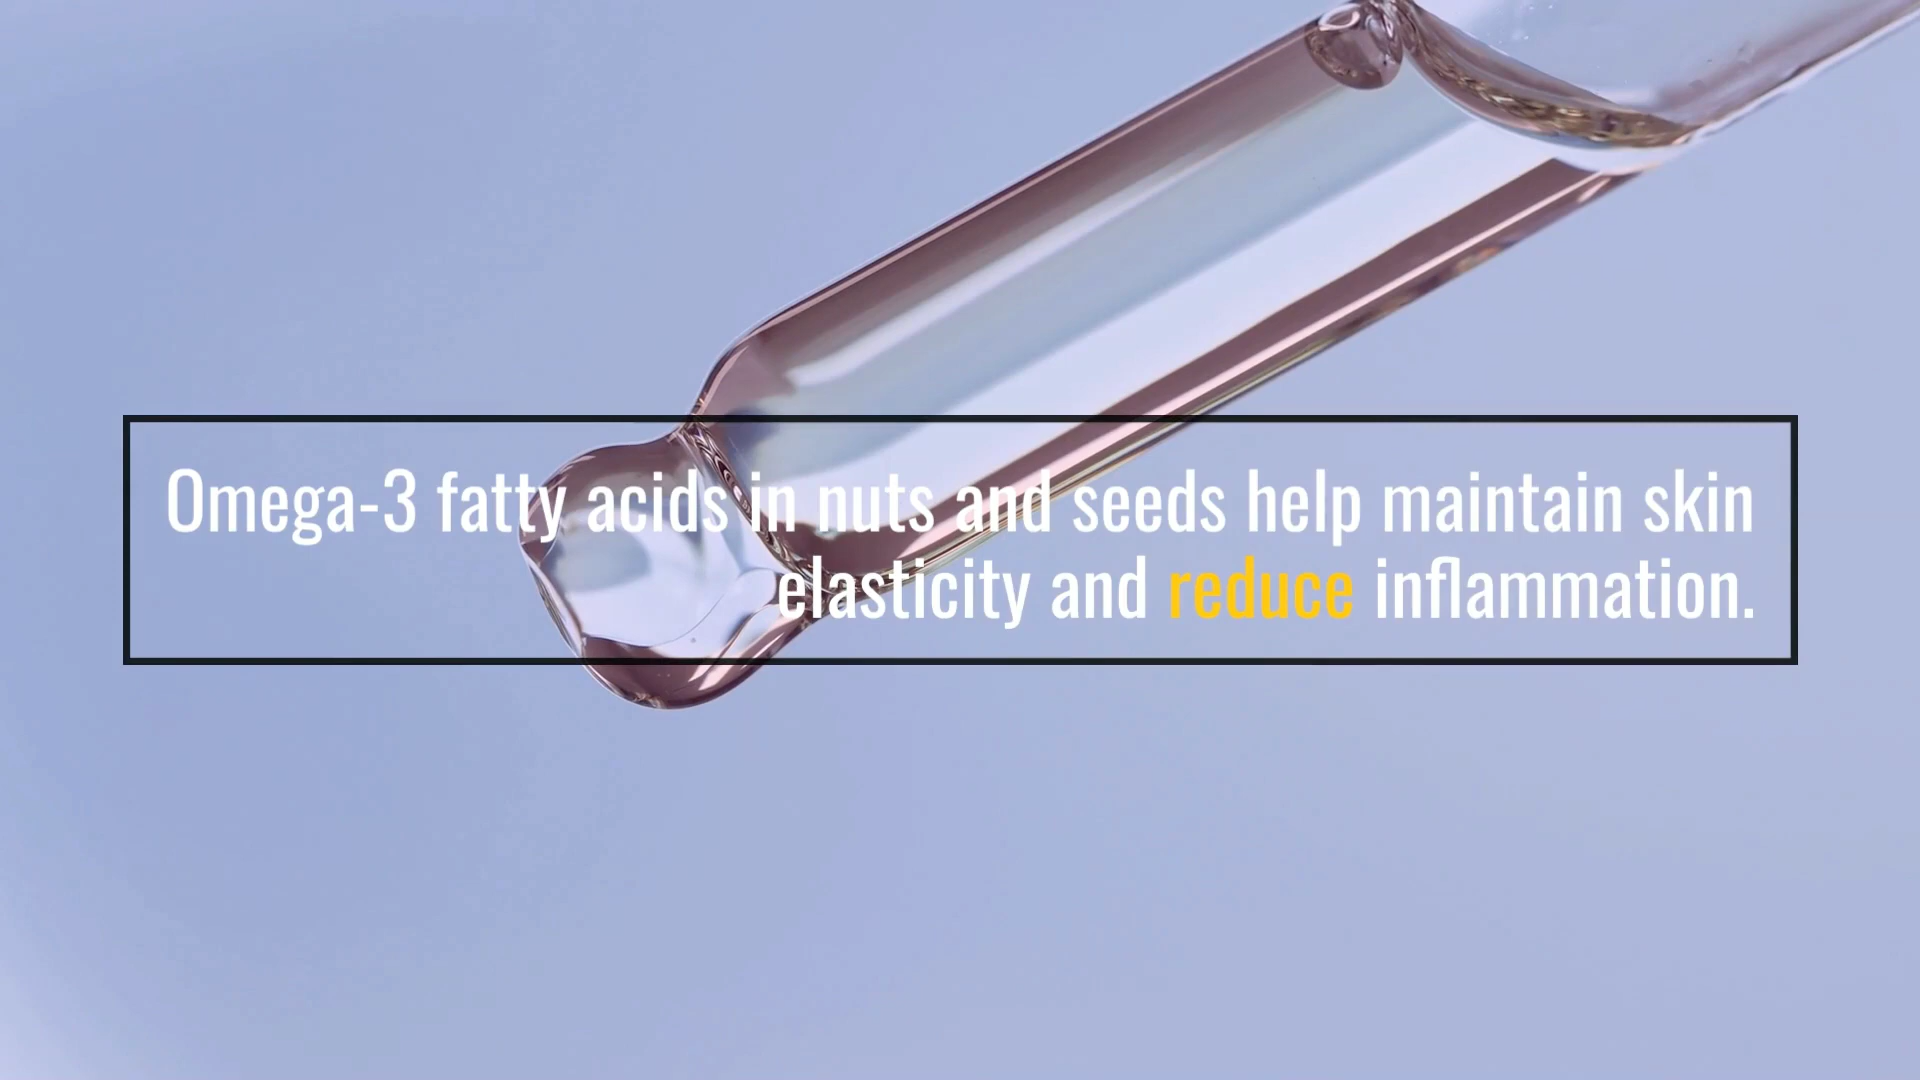 Omega-3 fatty acids in nuts and seeds help maintain skin
elasticity and reduce inflammation.